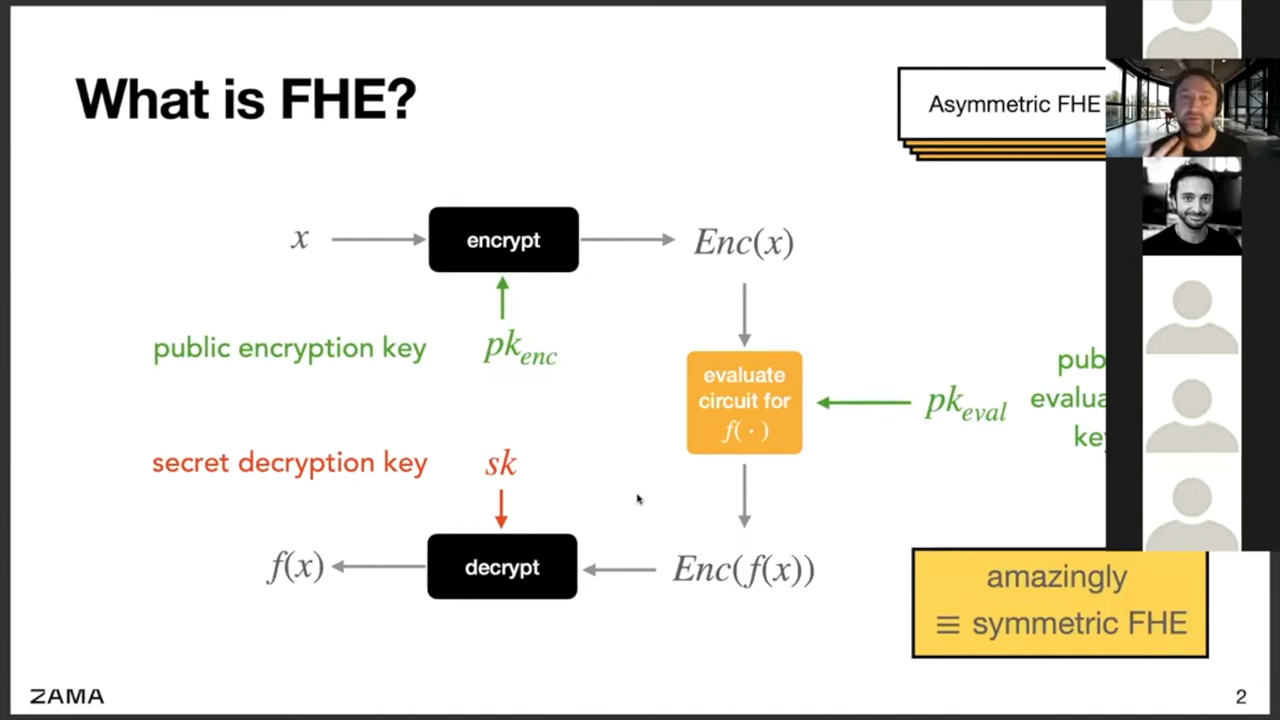 What is FHE?
Asymmetric FHE
x
encrypt
Enc(x)
public encryption key
pk_enc
evaluate
circuit for
f( · )
pk_eval
pub
evalua
key
secret decryption key
sk
f(x)
decrypt
Enc(f(x))
amazingly
≡ symmetric FHE
ZAMA
2